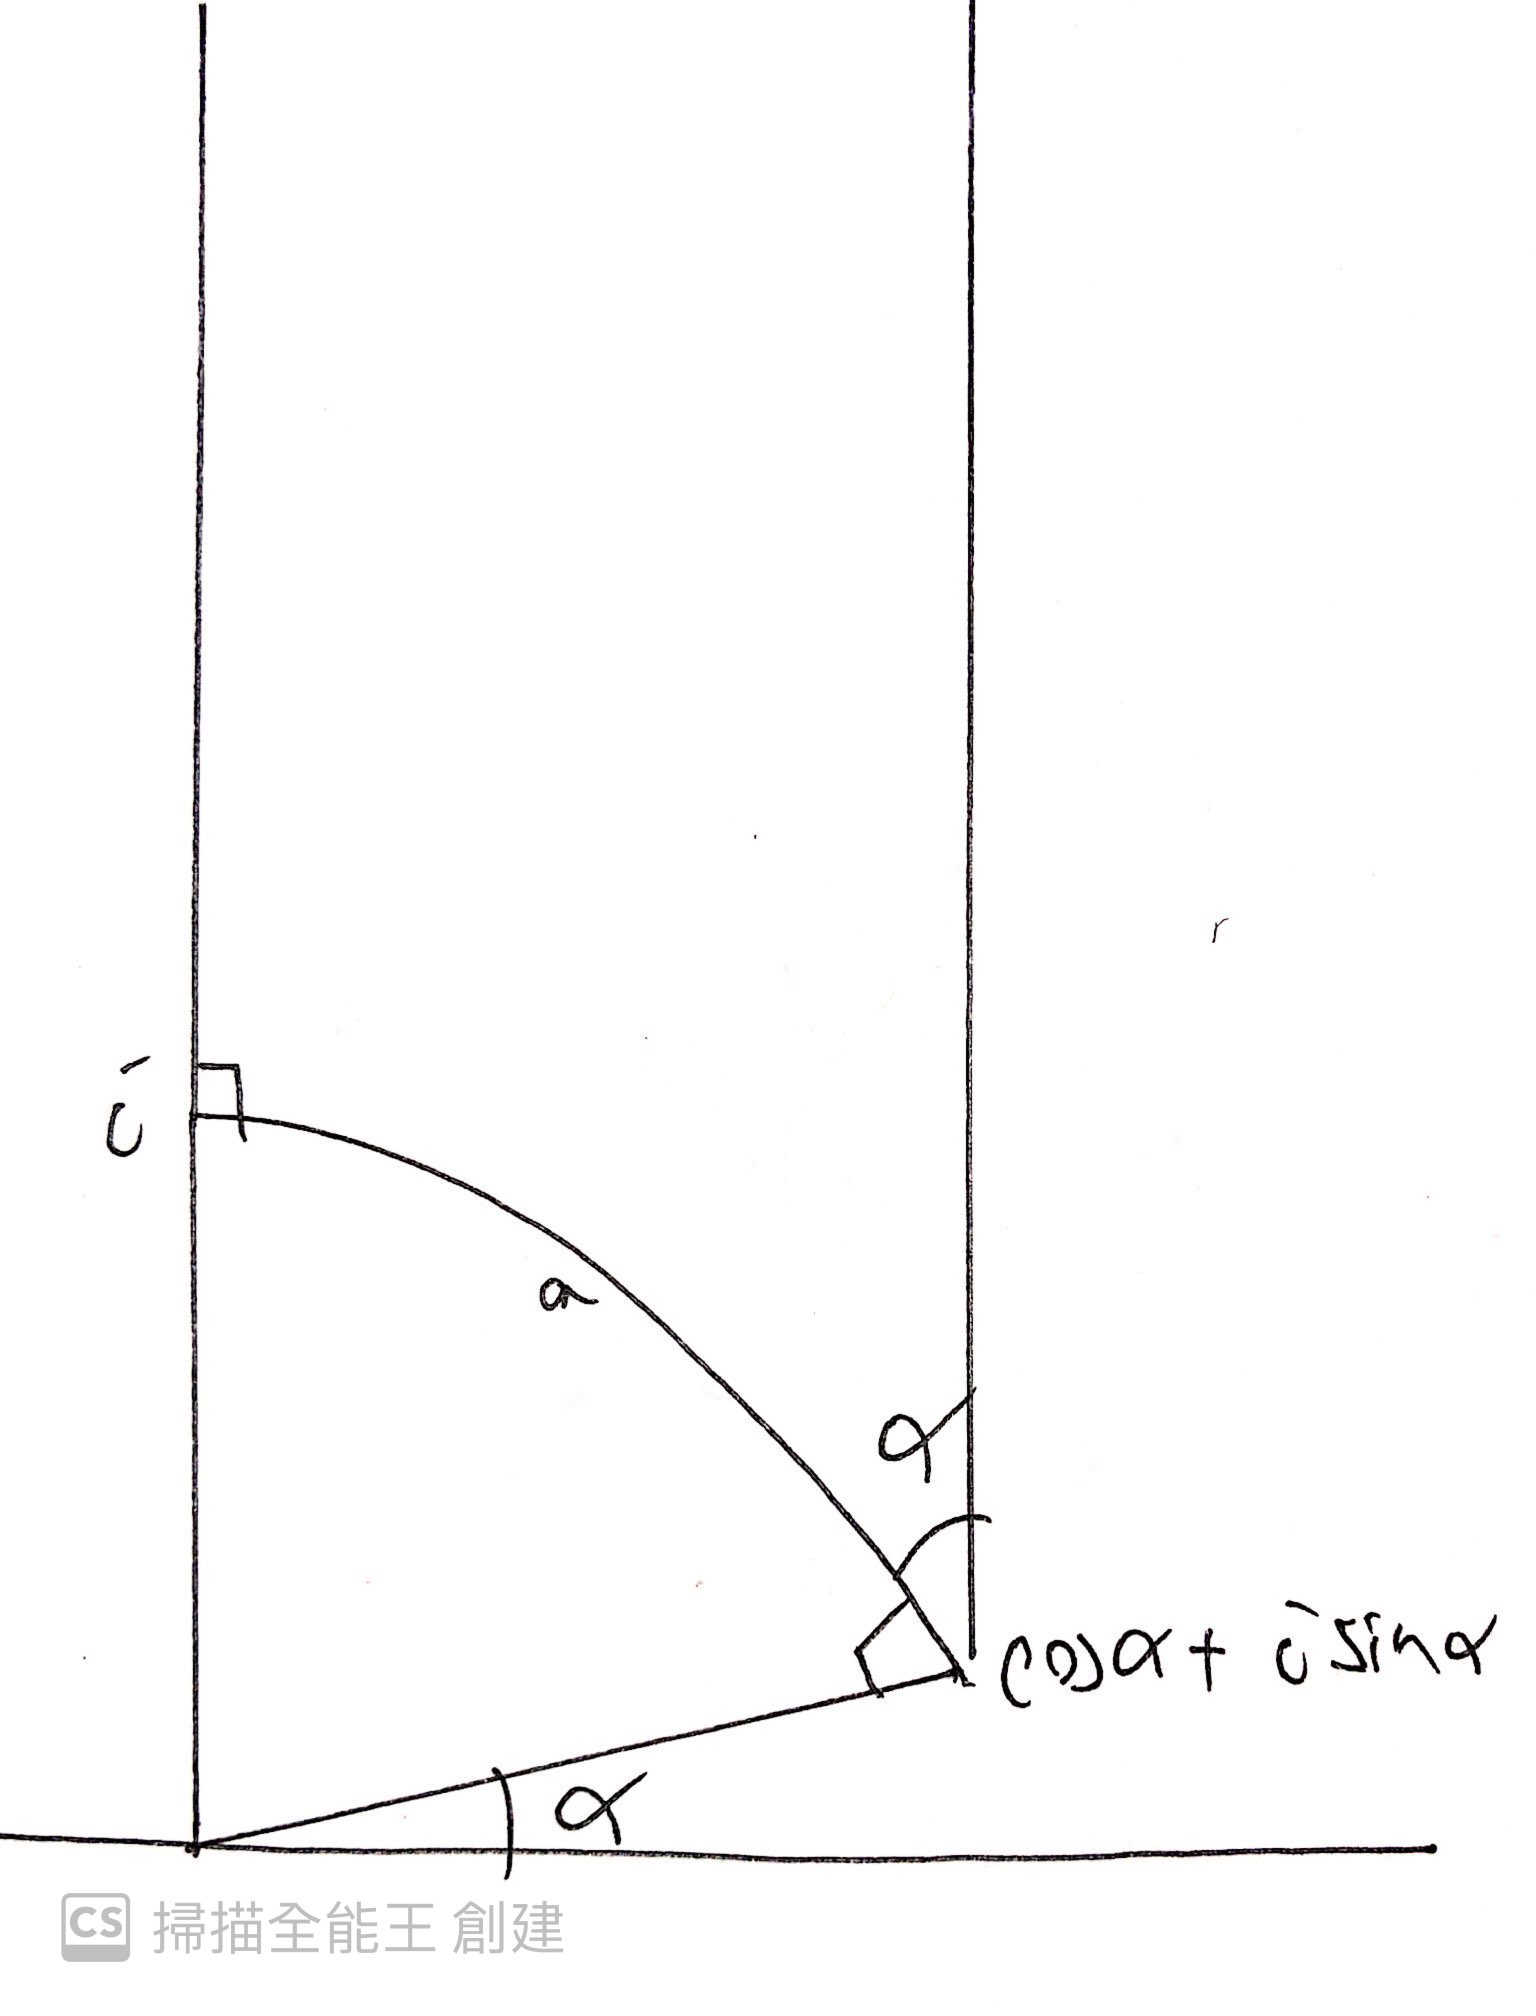 i
a
α
cosα + i sinα
α
CS 掃描全能王 創建